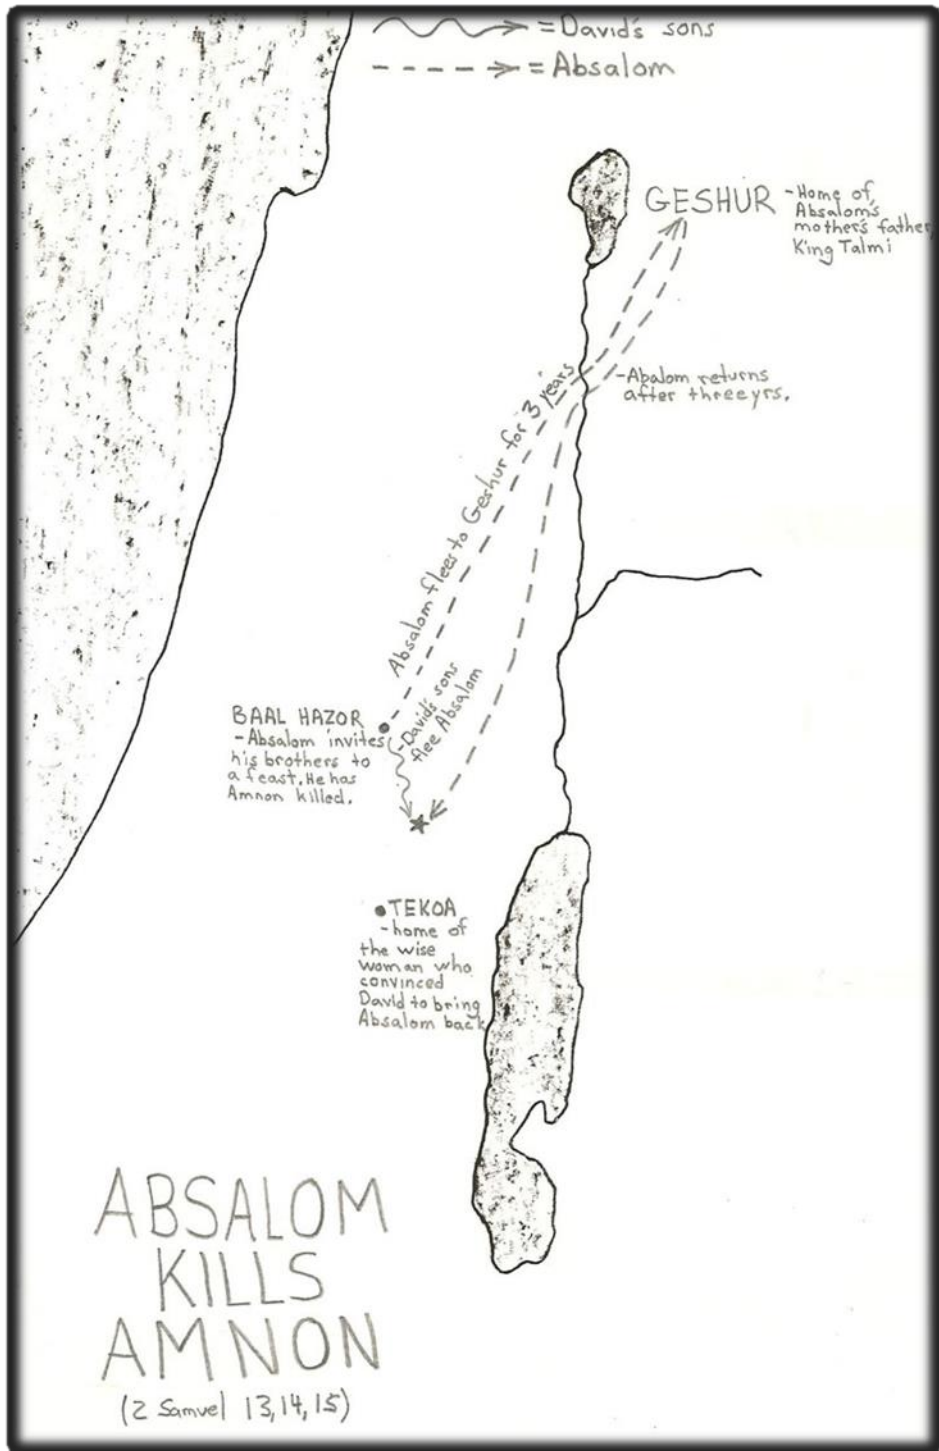 = David's sons
= Absalom
GESHUR
-Home of
Absalom's
mother's father,
King Talmi
-Abalom returns
after three yrs.
Absalom flees to Geshur for 3 years
-David's sons
flee Absalom
BAAL HAZOR
-Absalom invites
his brothers to
a feast. He has
Amnon killed.
TEKOA
-home of
the wise
woman who
convinced
David to bring
Absalom back
ABSALOM
KILLS
AMNON
(2 Samuel 13,14,15)